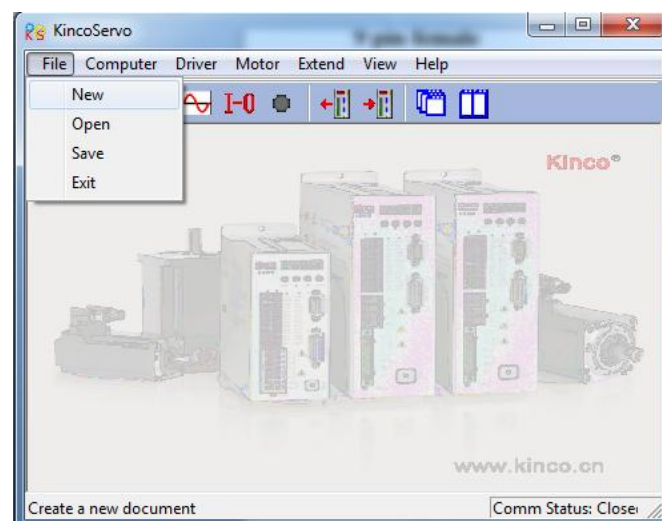 KincoServo
File Computer Driver Motor Extend View Help
New
Open
Save
Exit
I-0
Kinco®
www.kinco.cn
Create a new document
Comm Status: Close